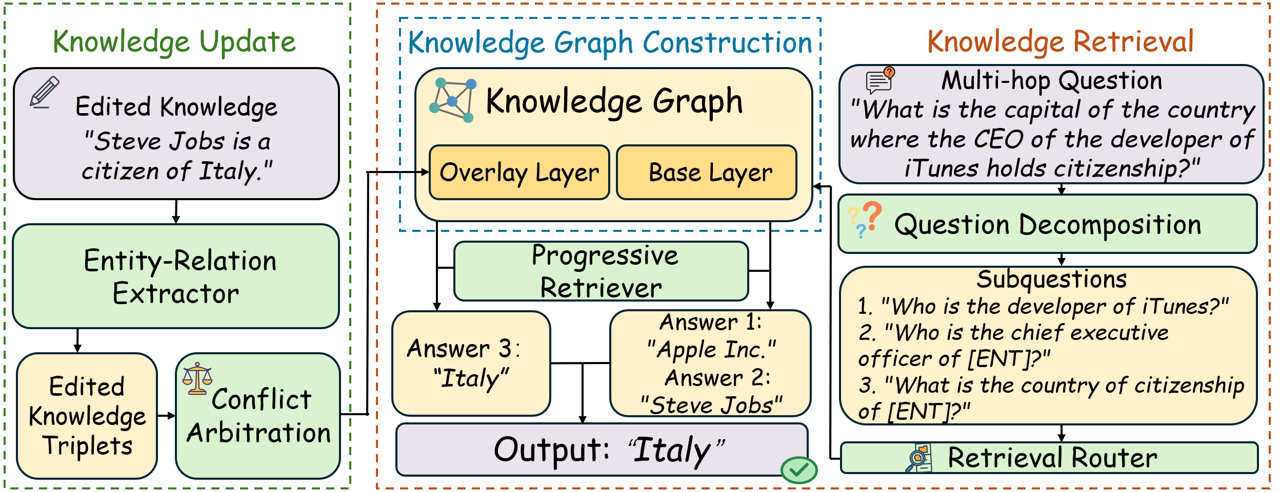 Knowledge Update
Edited Knowledge
"Steve Jobs is a
citizen of Italy."
Entity-Relation
Extractor
Edited
Knowledge
Triplets
Conflict
Arbitration
Knowledge Graph Construction
Knowledge Graph
Overlay Layer
Base Layer
Progressive
Retriever
Answer 3:
“Italy”
Answer 1:
"Apple Inc."
Answer 2:
"Steve Jobs"
Output: “Italy”
Knowledge Retrieval
Multi-hop Question
"What is the capital of the country
where the CEO of the developer of
iTunes holds citizenship?"
Question Decomposition
Subquestions
1. "Who is the developer of iTunes?"
2. "Who is the chief executive
officer of [ENT]?"
3. "What is the country of citizenship
of [ENT]?"
Retrieval Router